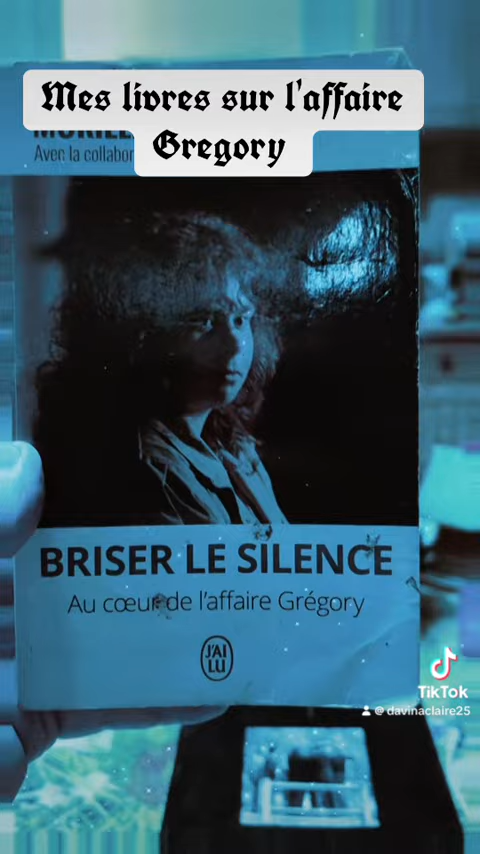 Mes livres sur l'affaire
Gregory
Avec la
BRISER LE SILENCE
Au cœur de l'affaire Grégory
J'AI
LU
TikTok
@ davinaclaire25